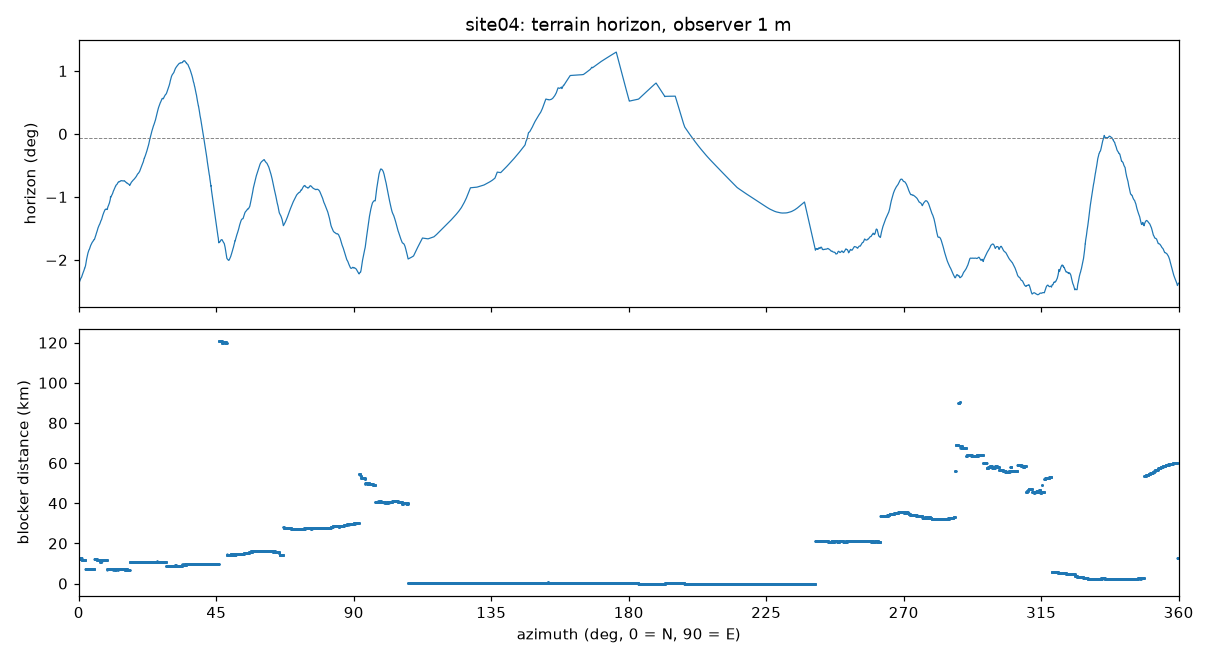 site04: terrain horizon, observer 1 m
horizon (deg)
1
0
−1
−2
blocker distance (km)
120
100
80
60
40
20
0
0 45 90 135 180 225 270 315 360
azimuth (deg, 0 = N, 90 = E)